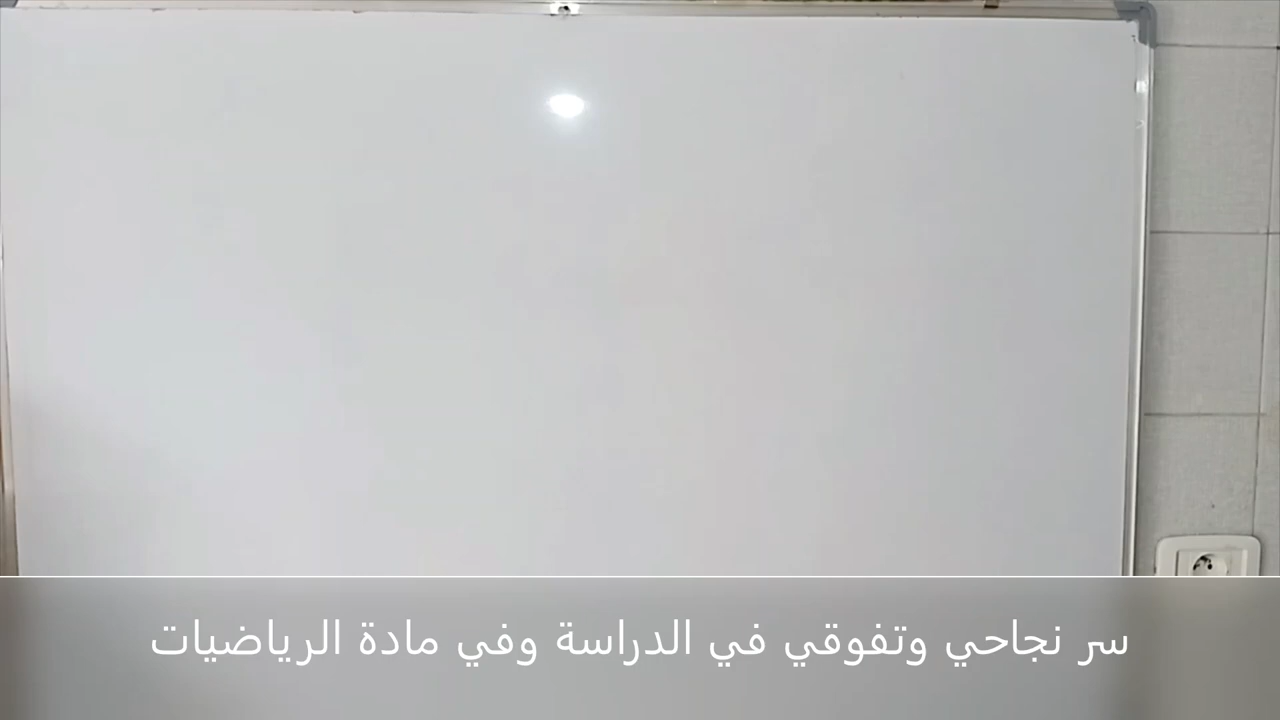 سر نجاحي وتفوقي في الدراسة وفي مادة الرياضيات